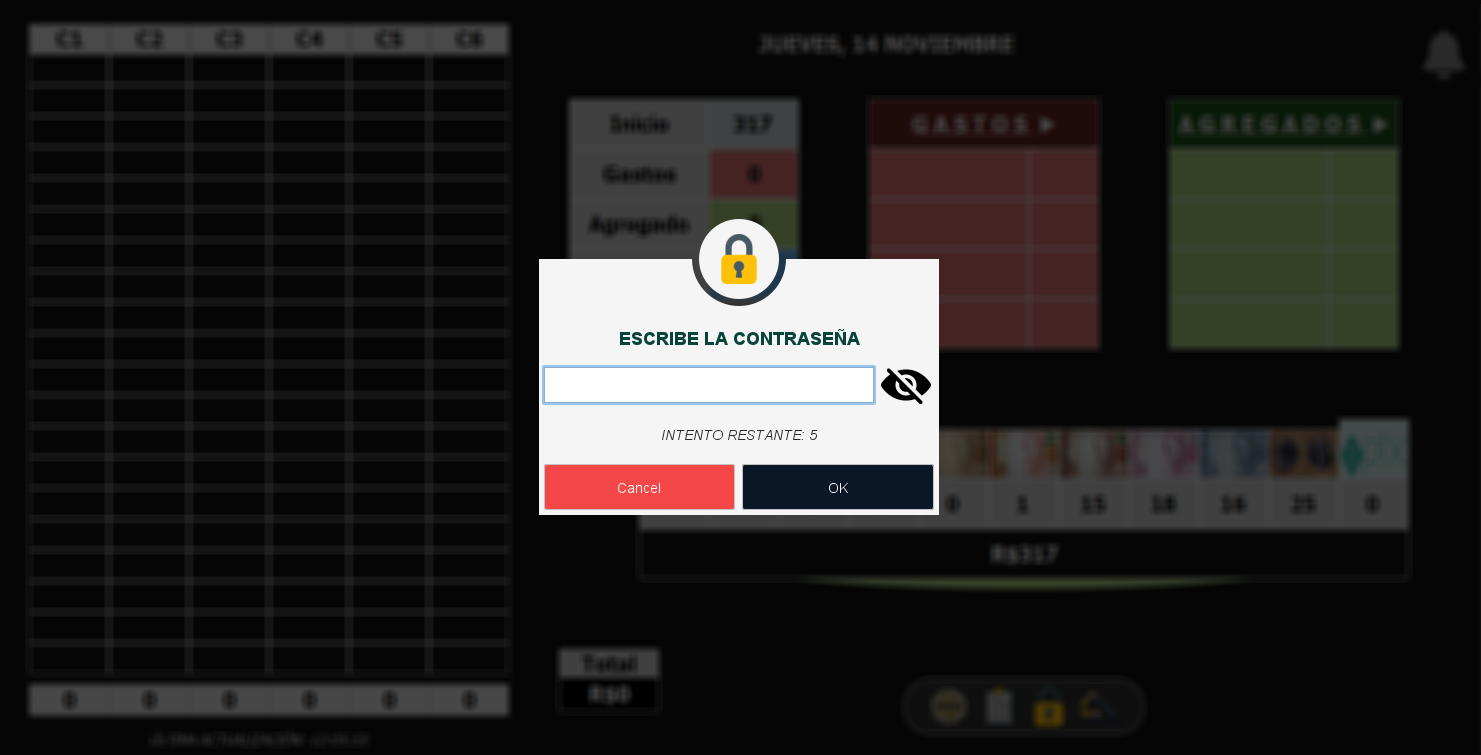 C1 C2 C3 C4 C5 C6
JUEVES, 14 NOVIEMBRE
Inicio 317
Gastos 0
Agregado
GASTOS ▶
AGREGADOS ▶
ESCRIBE LA CONTRASEÑA
INTENTO RESTANTE: 5
Cancel
OK
0 1 15 18 16 25 0
R$317
Total
R$0
0 0 0 0 0 0